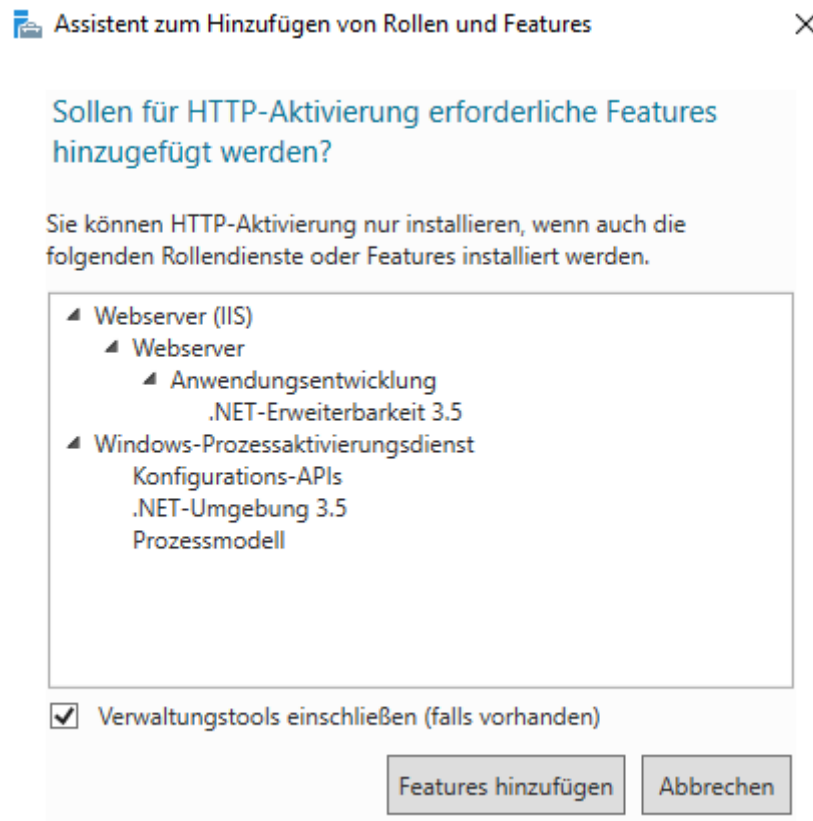 Assistent zum Hinzufügen von Rollen und Features
Sollen für HTTP-Aktivierung erforderliche Features
hinzugefügt werden?
Sie können HTTP-Aktivierung nur installieren, wenn auch die
folgenden Rollendienste oder Features installiert werden.
Webserver (IIS)
Webserver
Anwendungsentwicklung
.NET-Erweiterbarkeit 3.5
Windows-Prozessaktivierungsdienst
Konfigurations-APIs
.NET-Umgebung 3.5
Prozessmodell
Verwaltungstools einschließen (falls vorhanden)
Features hinzufügen
Abbrechen